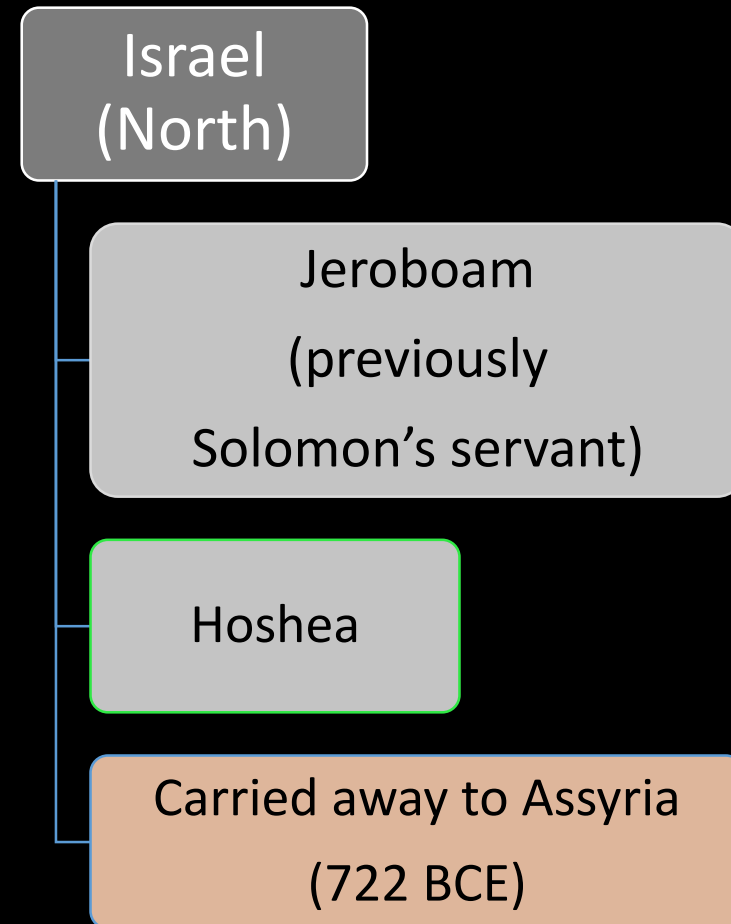 Israel
(North)
Jeroboam
(previously
Solomon’s servant)
Hoshea
Carried away to Assyria
(722 BCE)